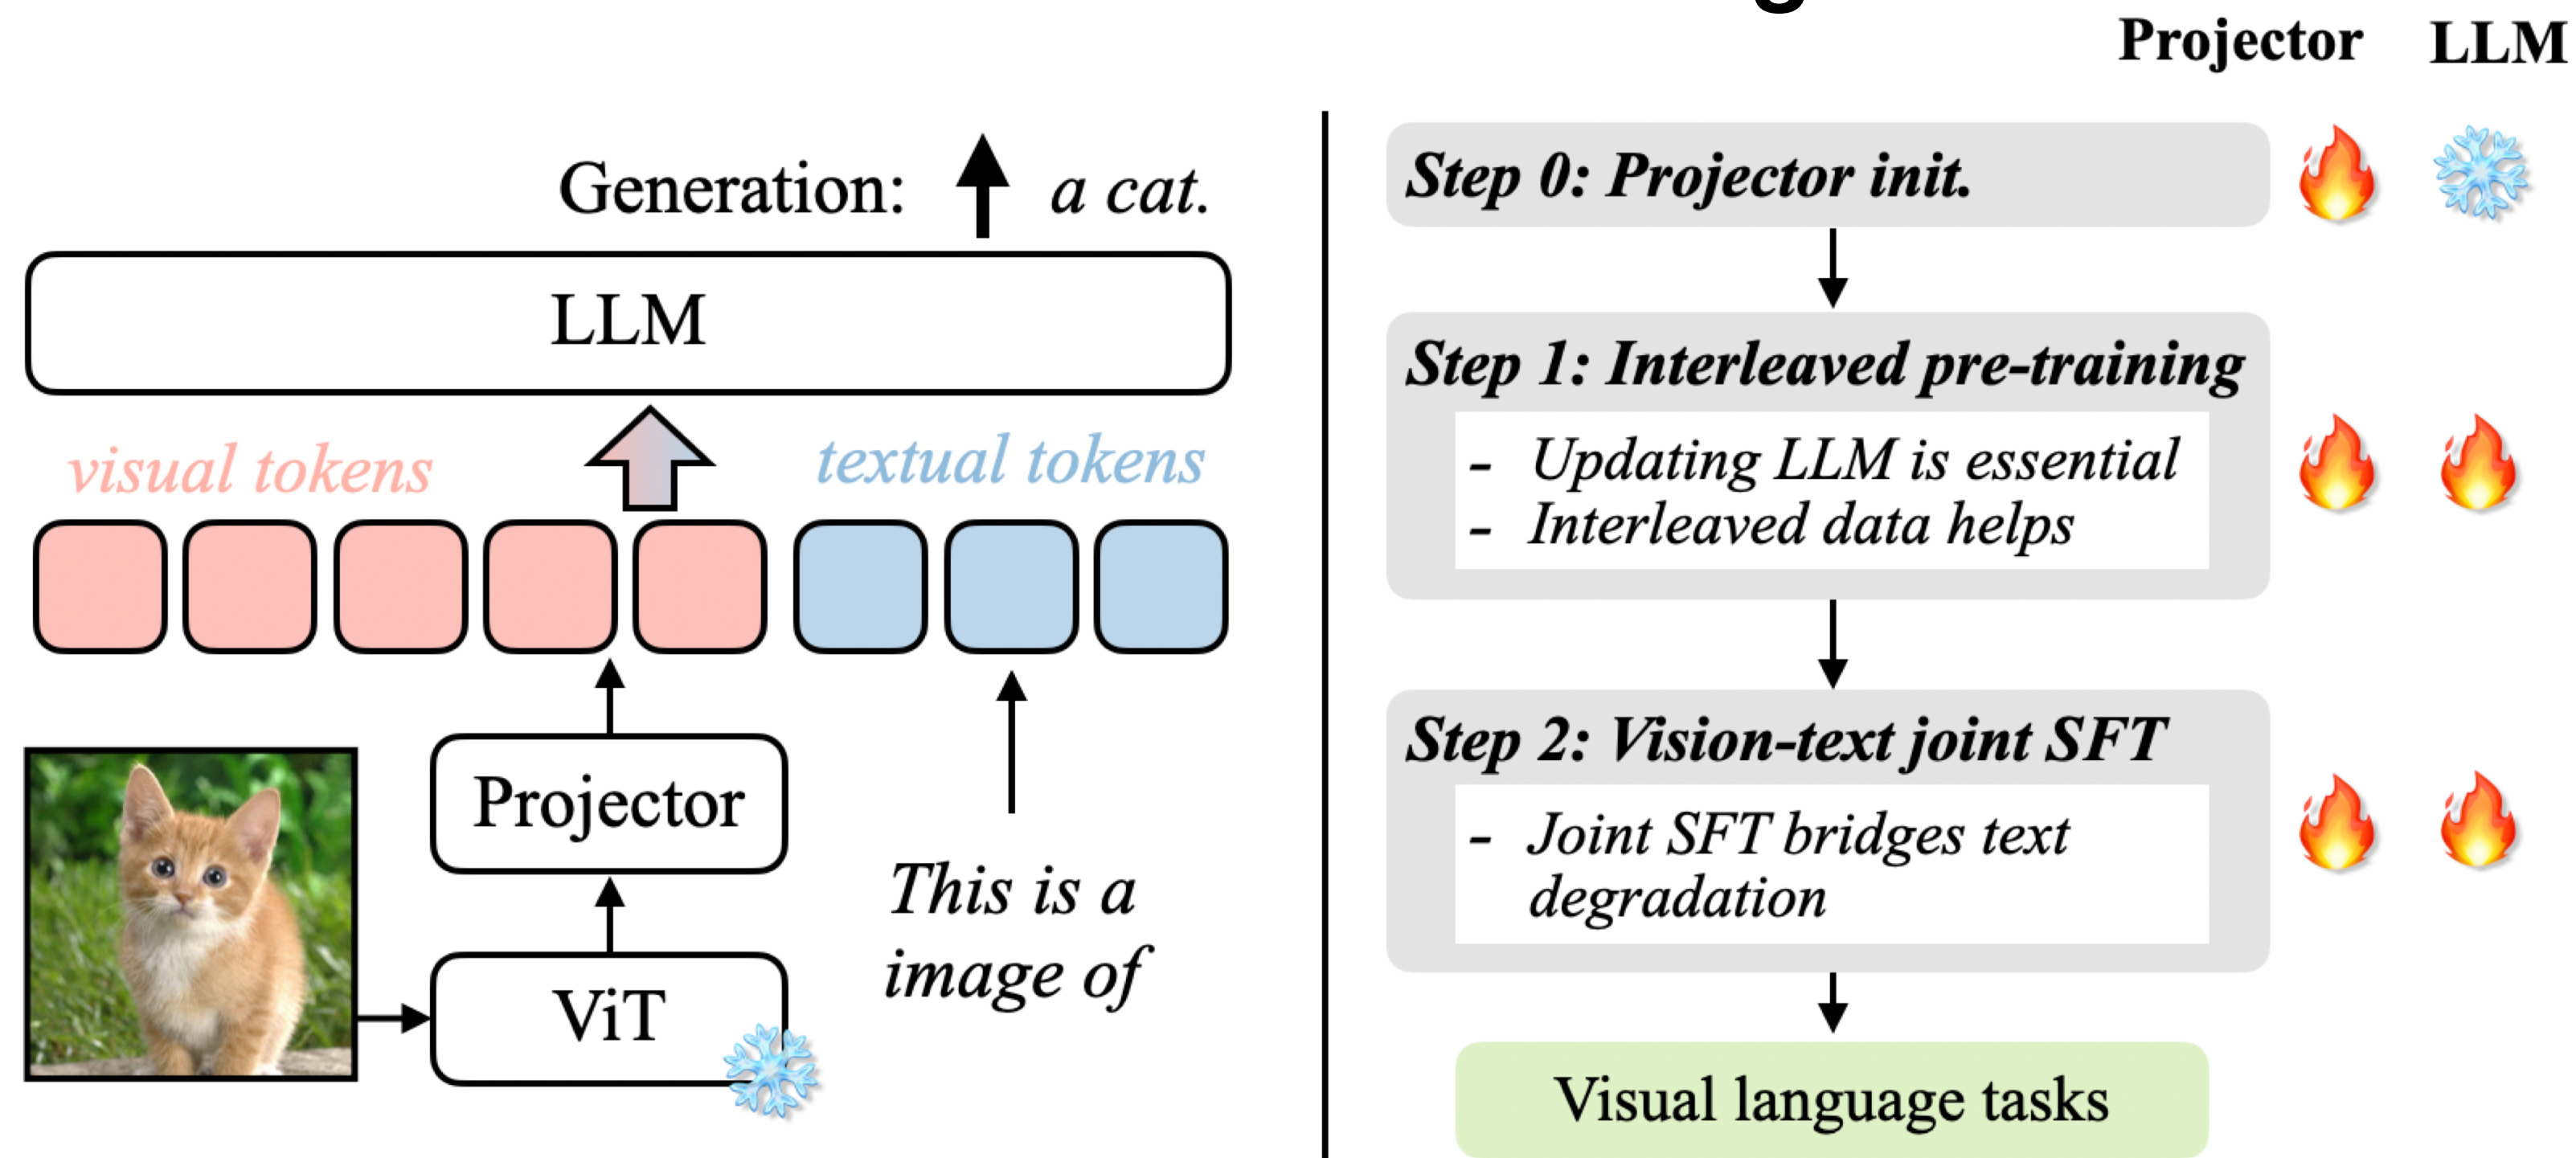 Generation: a cat.
LLM
visual tokens
textual tokens
Projector
ViT
This is a
image of
Projector LLM
Step 0: Projector init.
Step 1: Interleaved pre-training
- Updating LLM is essential
- Interleaved data helps
Step 2: Vision-text joint SFT
- Joint SFT bridges text
degradation
Visual language tasks